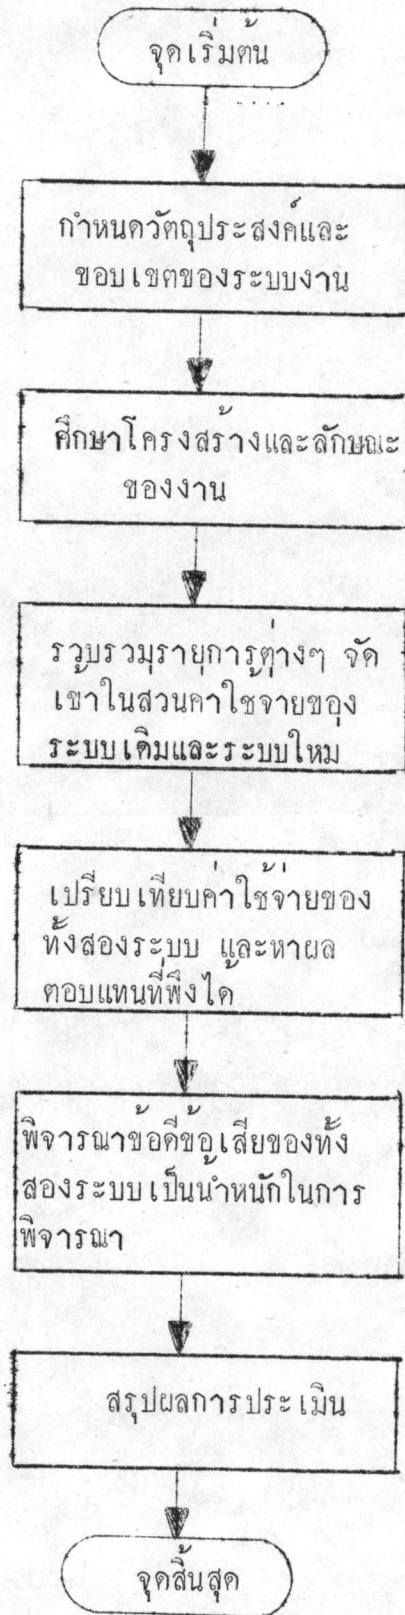 จุดเริ่มต้น
กำหนดวัตถุประสงค์และ
ขอบเขตของระบบงาน
ศึกษาโครงสร้างและลักษณะ
ของงาน
รวบรวมรายการต่างๆ จัด
เข้าในส่วนค่าใช้จ่ายของ
ระบบเดิมและระบบใหม่
เปรียบเทียบค่าใช้จ่ายของ
ทั้งสองระบบ และหาผล
ตอบแทนที่พึงได้
พิจารณาข้อดีข้อเสียของทั้ง
สองระบบเป็นน้ำหนักในการ
พิจารณา
สรุปผลการประเมิน
จุดสิ้นสุด